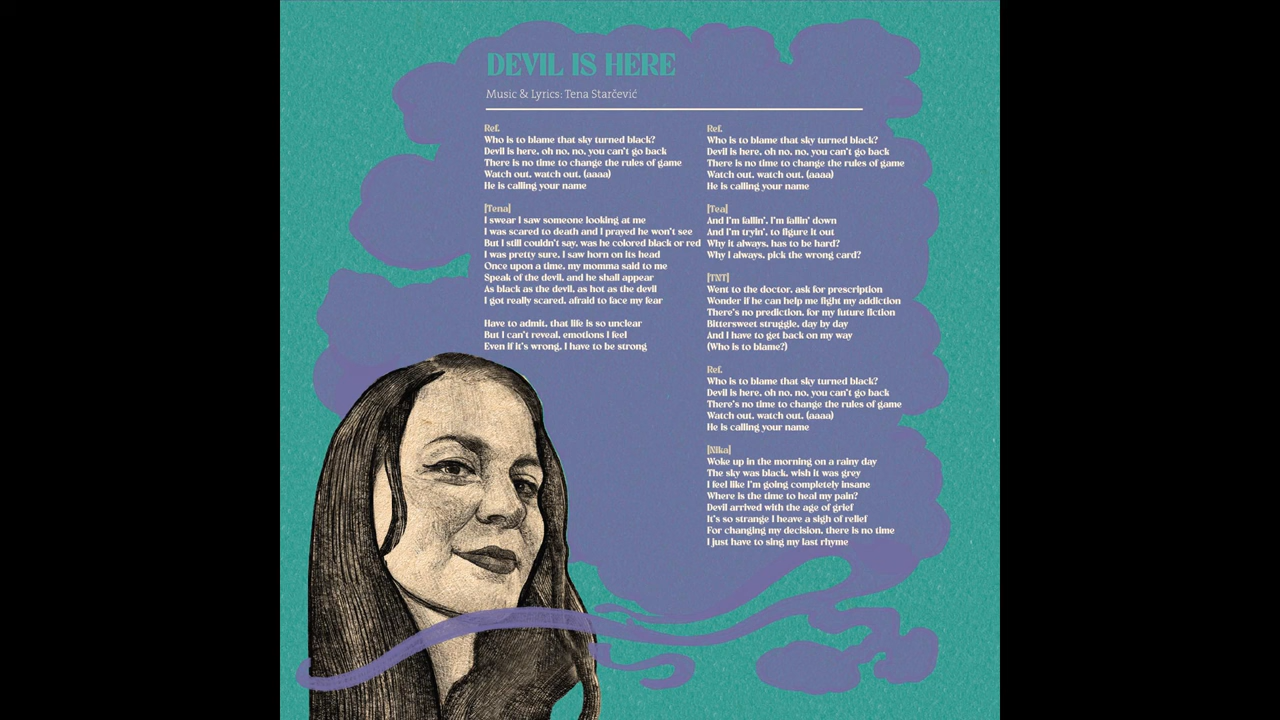 DEVIL IS HERE
Music & Lyrics: Tena Starčević
Ref.
Who is to blame that sky turned black?
Devil is here, oh no, no, you can't go back
There is no time to change the rules of game
Watch out, watch out, (aaaa)
He is calling your name
[Tena]
I swear I saw someone looking at me
I was scared to death and I prayed he won't see
But I still couldn't say, was he colored black or red
I was pretty sure, I saw horn on its head
Once upon a time, my momma said to me
Speak of the devil, and he shall appear
As black as the devil, as hot as the devil
I got really scared, afraid to face my fear
Have to admit, that life is so unclear
But I can't reveal, emotions I feel
Even if it's wrong, I have to be strong
Ref.
Who is to blame that sky turned black?
Devil is here, oh no, no, you can't go back
There is no time to change the rules of game
Watch out, watch out, (aaaa)
He is calling your name
[Tea]
And I'm fallin', I'm fallin' down
And I'm tryin', to figure it out
Why it always, has to be hard?
Why I always, pick the wrong card?
[TNT]
Went to the doctor, ask for prescription
Wonder if he can help me fight my addiction
There's no prediction, for my future fiction
Bittersweet struggle, day by day
And I have to get back on my way
(Who is to blame?)
Ref.
Who is to blame that sky turned black?
Devil is here, oh no, no, you can't go back
There's no time to change the rules of game
Watch out, watch out, (aaaa)
He is calling your name
[Nika]
Woke up in the morning on a rainy day
The sky was black, wish it was grey
I feel like I'm going completely insane
Where is the time to heal my pain?
Devil arrived with the age of grief
It's so strange I heave a sigh of relief
For changing my decision, there is no time
I just have to sing my last rhyme